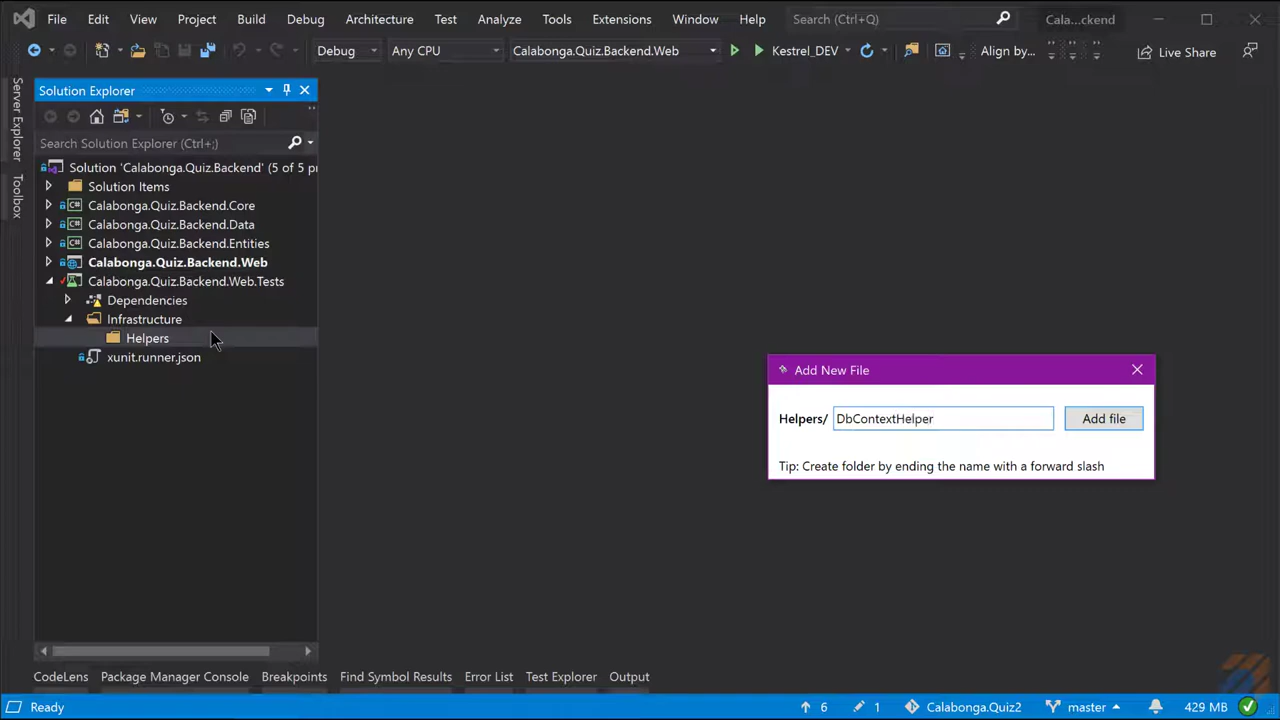 File Edit View Project Build Debug Architecture Test Analyze Tools Extensions Window Help Search (Ctrl+Q) Cala...ckend
Debug Any CPU Calabonga.Quiz.Backend.Web Kestrel_DEV Align by... Live Share
Server Explorer
Toolbox
Solution Explorer
Search Solution Explorer (Ctrl+;)
Solution 'Calabonga.Quiz.Backend' (5 of 5 pr
Solution Items
Calabonga.Quiz.Backend.Core
Calabonga.Quiz.Backend.Data
Calabonga.Quiz.Backend.Entities
Calabonga.Quiz.Backend.Web
Calabonga.Quiz.Backend.Web.Tests
Dependencies
Infrastructure
Helpers
xunit.runner.json
Add New File
Helpers/ DbContextHelper Add file
Tip: Create folder by ending the name with a forward slash
CodeLens Package Manager Console Breakpoints Find Symbol Results Error List Test Explorer Output
Ready 6 1 Calabonga.Quiz2 master 429 MB